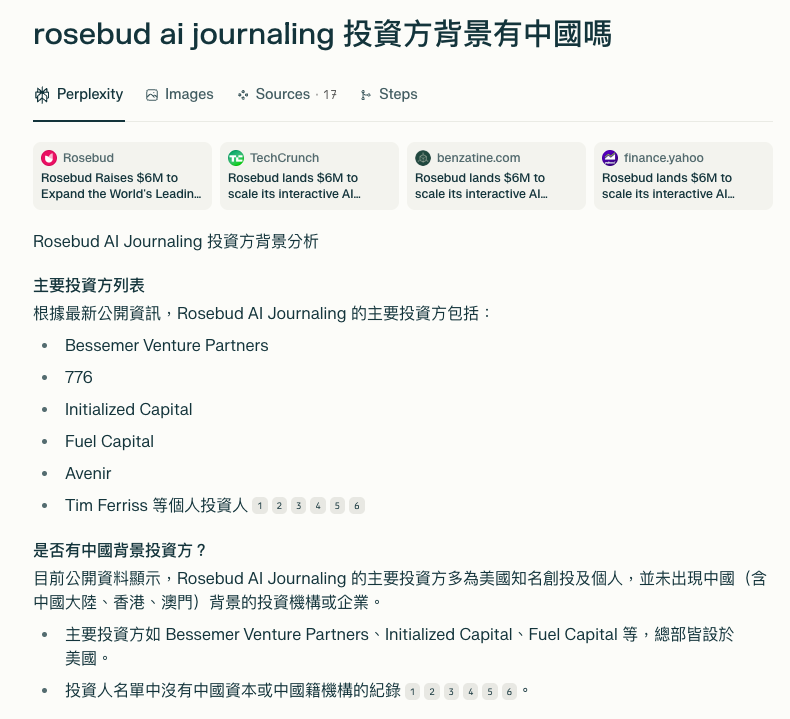 rosebud ai journaling 投資方背景有中國嗎
Perplexity
Images
Sources · 17
Steps
Rosebud
Rosebud Raises $6M to
Expand the World's Leadin...
TechCrunch
Rosebud lands $6M to
scale its interactive AI...
benzatine.com
Rosebud lands $6M to
scale its interactive AI...
finance.yahoo
Rosebud lands $6M to
scale its interactive AI...
Rosebud AI Journaling 投資方背景分析
主要投資方列表
根據最新公開資訊，Rosebud AI Journaling 的主要投資方包括：
• Bessemer Venture Partners
• 776
• Initialized Capital
• Fuel Capital
• Avenir
• Tim Ferriss 等個人投資人 1 2 3 4 5 6
是否有中國背景投資方？
目前公開資料顯示，Rosebud AI Journaling 的主要投資方多為美國知名創投及個人，並未出現中國（含
中國大陸、香港、澳門）背景的投資機構或企業。
• 主要投資方如 Bessemer Venture Partners、Initialized Capital、Fuel Capital 等，總部皆設於
美國。
• 投資人名單中沒有中國資本或中國籍機構的紀錄 1 2 3 4 5 6 。